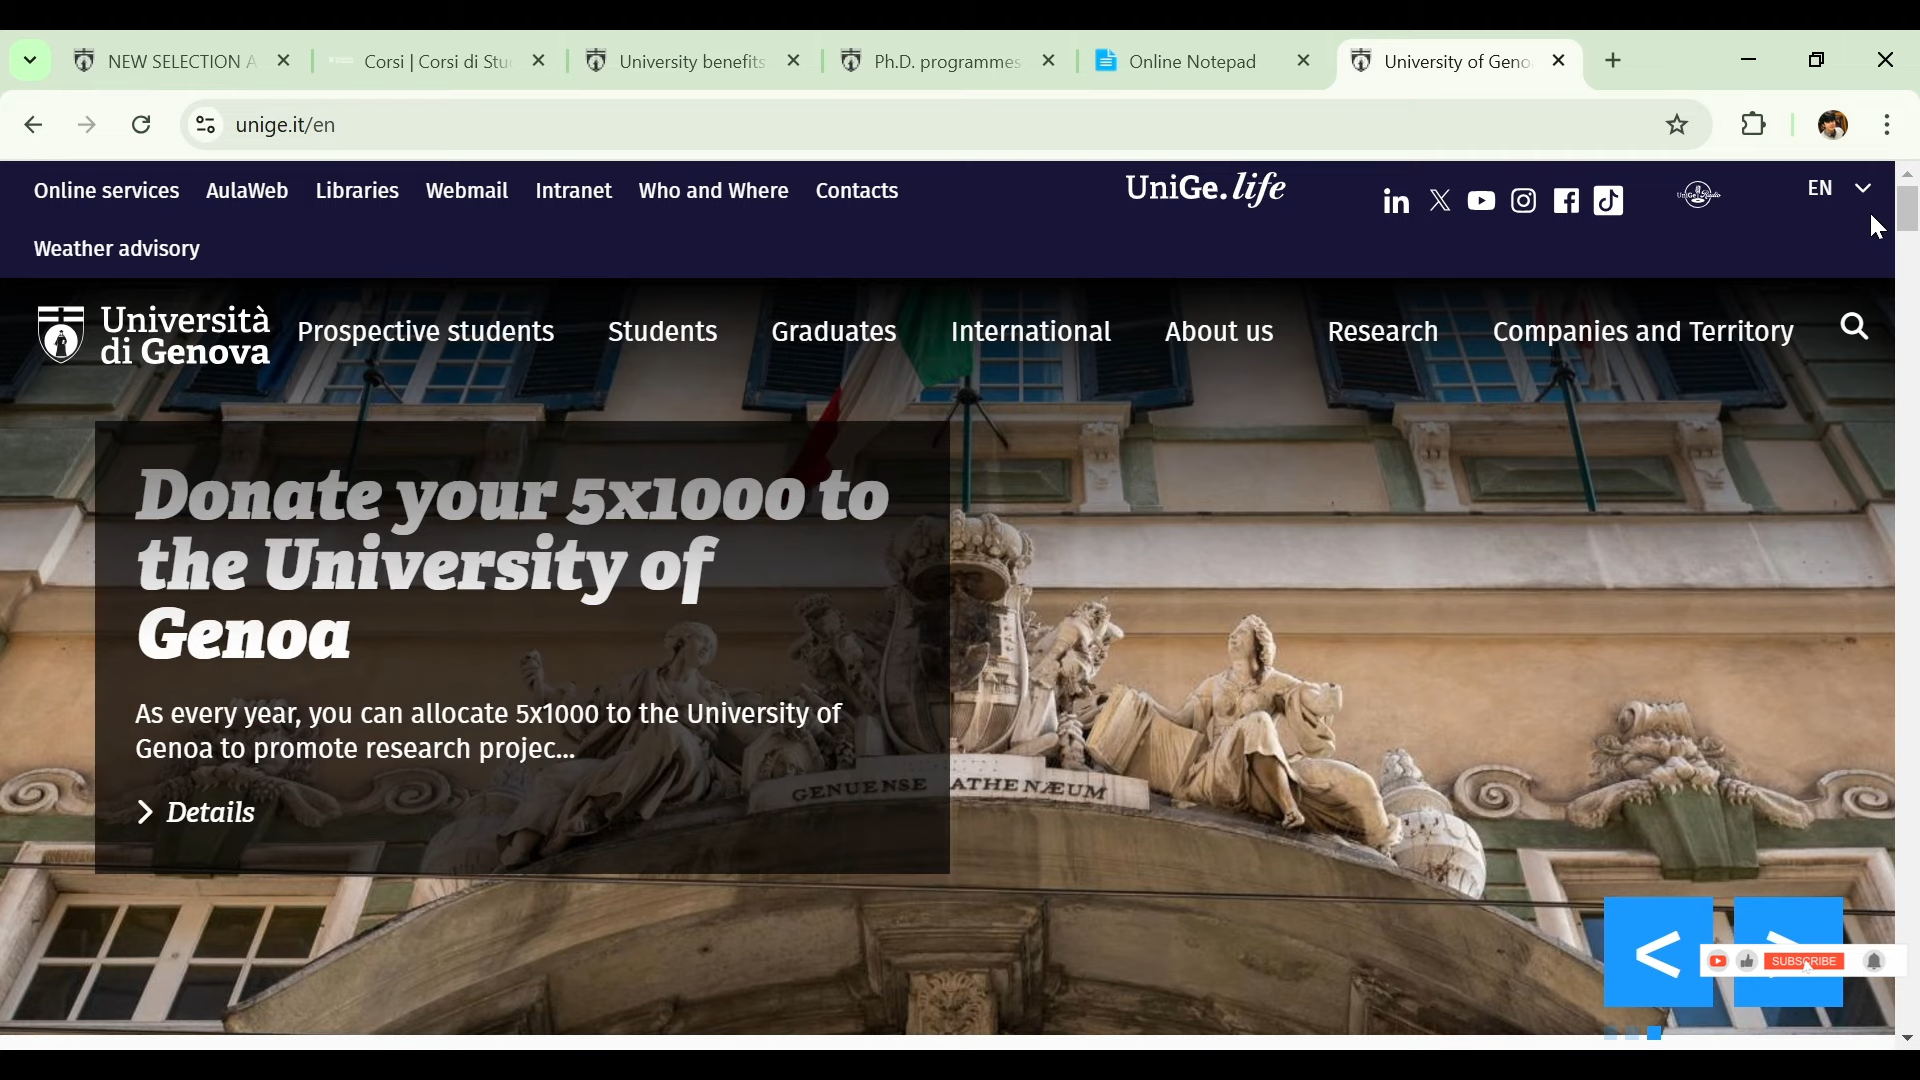 NEW SELECTION A
Corsi | Corsi di Stu
University benefits
Ph.D. programmes
Online Notepad
University of Geno
unige.it/en
Online services
AulaWeb
Libraries
Webmail
Intranet
Who and Where
Contacts
UniGe.life
EN
Weather advisory
Università
di Genova
Prospective students
Students
Graduates
International
About us
Research
Companies and Territory
Donate your 5x1000 to
the University of
Genoa
As every year, you can allocate 5x1000 to the University of
Genoa to promote research projec...
Details
GENUENSE ATHENÆUM
SUBSCRIBE